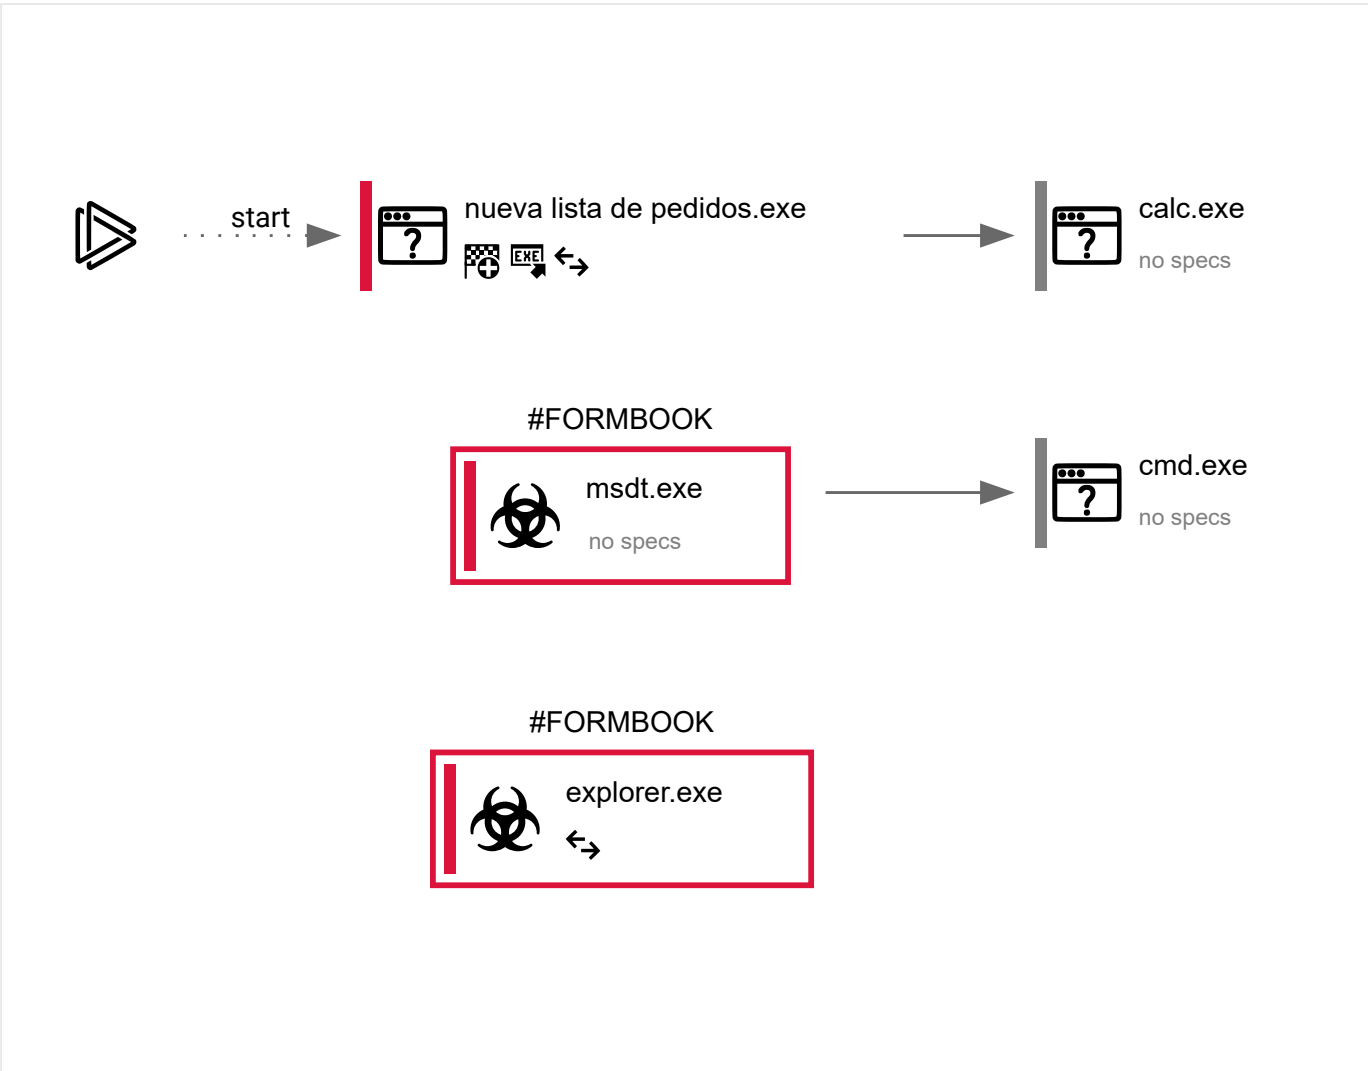 start
nueva lista de pedidos.exe
EXE
calc.exe
no specs
#FORMBOOK
msdt.exe
no specs
cmd.exe
no specs
#FORMBOOK
explorer.exe